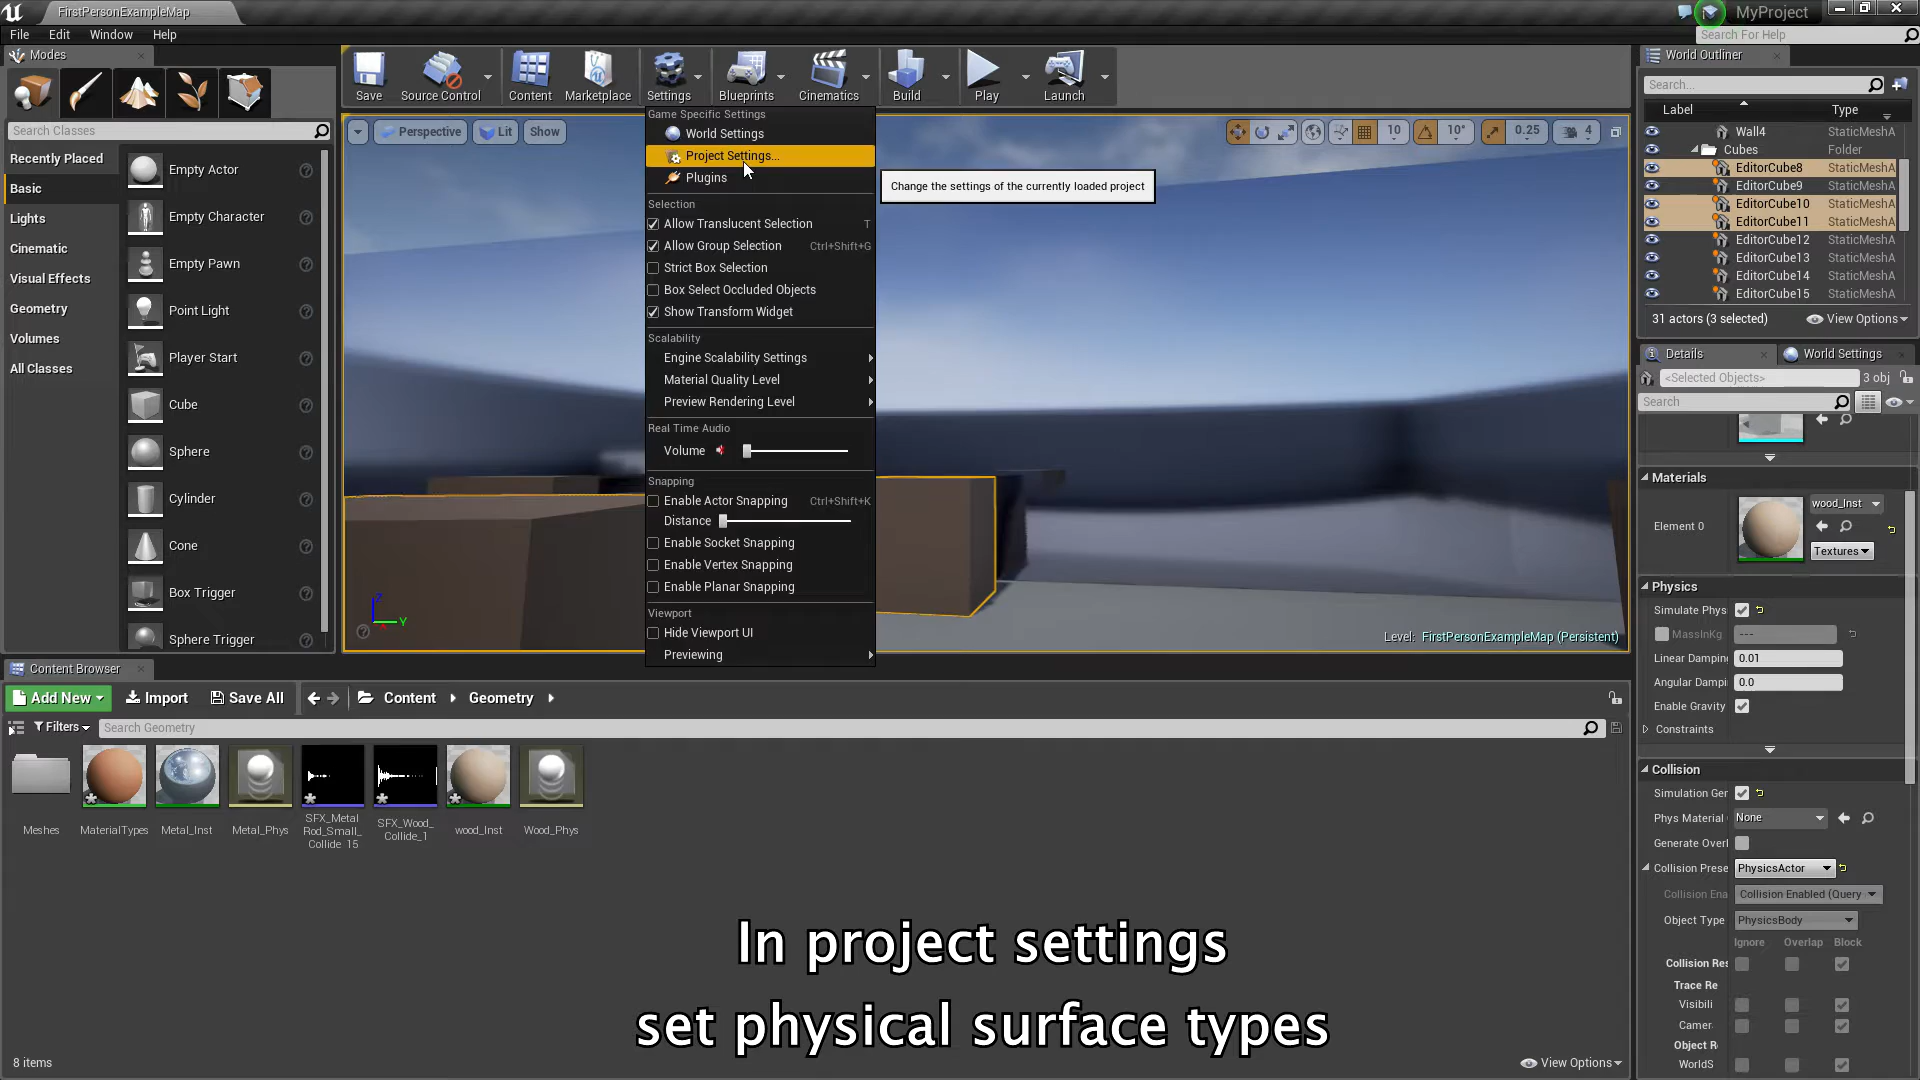 FirstPersonExampleMap
MyProject
File Edit Window Help
Search For Help
Modes
Save
Source Control
Content
Marketplace
Settings
Blueprints
Cinematics
Build
Play
Launch
Search Classes
Recently Placed
Basic
Lights
Cinematic
Visual Effects
Geometry
Volumes
All Classes
Empty Actor
Empty Character
Empty Pawn
Point Light
Player Start
Cube
Sphere
Cylinder
Cone
Box Trigger
Sphere Trigger
Perspective
Lit
Show
10
10°
0.25
4
Game Specific Settings
World Settings
Project Settings...
Plugins
Change the settings of the currently loaded project
Selection
Allow Translucent Selection T
Allow Group Selection Ctrl+Shift+G
Strict Box Selection
Box Select Occluded Objects
Show Transform Widget
Scalability
Engine Scalability Settings
Material Quality Level
Preview Rendering Level
Real Time Audio
Volume
Snapping
Enable Actor Snapping Ctrl+Shift+K
Distance
Enable Socket Snapping
Enable Vertex Snapping
Enable Planar Snapping
Viewport
Hide Viewport UI
Previewing
Z
Y
Level: FirstPersonExampleMap (Persistent)
World Outliner
Search...
Label Type
Wall4 StaticMeshA
Cubes Folder
EditorCube8 StaticMeshA
EditorCube9 StaticMeshA
EditorCube10 StaticMeshA
EditorCube11 StaticMeshA
EditorCube12 StaticMeshA
EditorCube13 StaticMeshA
EditorCube14 StaticMeshA
EditorCube15 StaticMeshA
31 actors (3 selected) View Options
Details
World Settings
<Selected Objects> 3 obj
Search
Materials
Element 0
wood_Inst
Textures
Physics
Simulate Phys
MassInKg ---
Linear Damping 0.01
Angular Dampi 0.0
Enable Gravity
Constraints
Collision
Simulation Ger
Phys Material None
Generate Overl
Collision Prese PhysicsActor
Collision Ena Collision Enabled (Query
Object Type PhysicsBody
Ignore Overlap Block
Collision Res
Trace Re
Visibili
Camer
Object R
WorldS
Content Browser
Add New Import Save All Content Geometry
Filters Search Geometry
Meshes
MaterialTypes
Metal_Inst
Metal_Phys
SFX_Metal
Rod_Small_
Collide_15
SFX_Wood_
Collide_1
wood_Inst
Wood_Phys
8 items
View Options
In project settings
set physical surface types